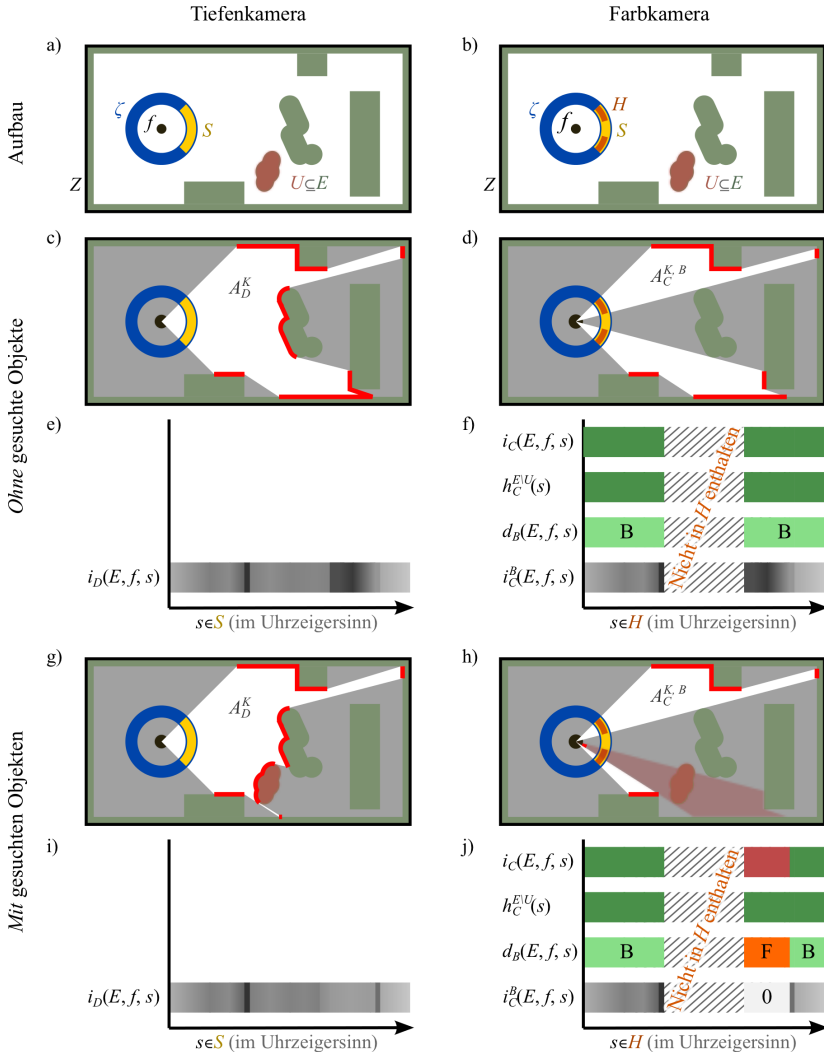 Tiefenkamera
Farbkamera
Aufbau
a)
ζ
f
S
Z
U⊆E
b)
ζ
f
H
S
Z
U⊆E
Ohne gesuchte Objekte
c)
A_D^K
d)
A_C^{K, B}
e)
i_D(E, f, s)
s∈S (im Uhrzeigersinn)
f)
i_C(E, f, s)
h_C^{E\U}(s)
d_B(E, f, s)
B
B
i_C^B(E, f, s)
Nicht in H enthalten
s∈H (im Uhrzeigersinn)
Mit gesuchten Objekten
g)
A_D^K
h)
A_C^{K, B}
i)
i_D(E, f, s)
s∈S (im Uhrzeigersinn)
j)
i_C(E, f, s)
h_C^{E\U}(s)
d_B(E, f, s)
B
F
B
i_C^B(E, f, s)
0
Nicht in H enthalten
s∈H (im Uhrzeigersinn)